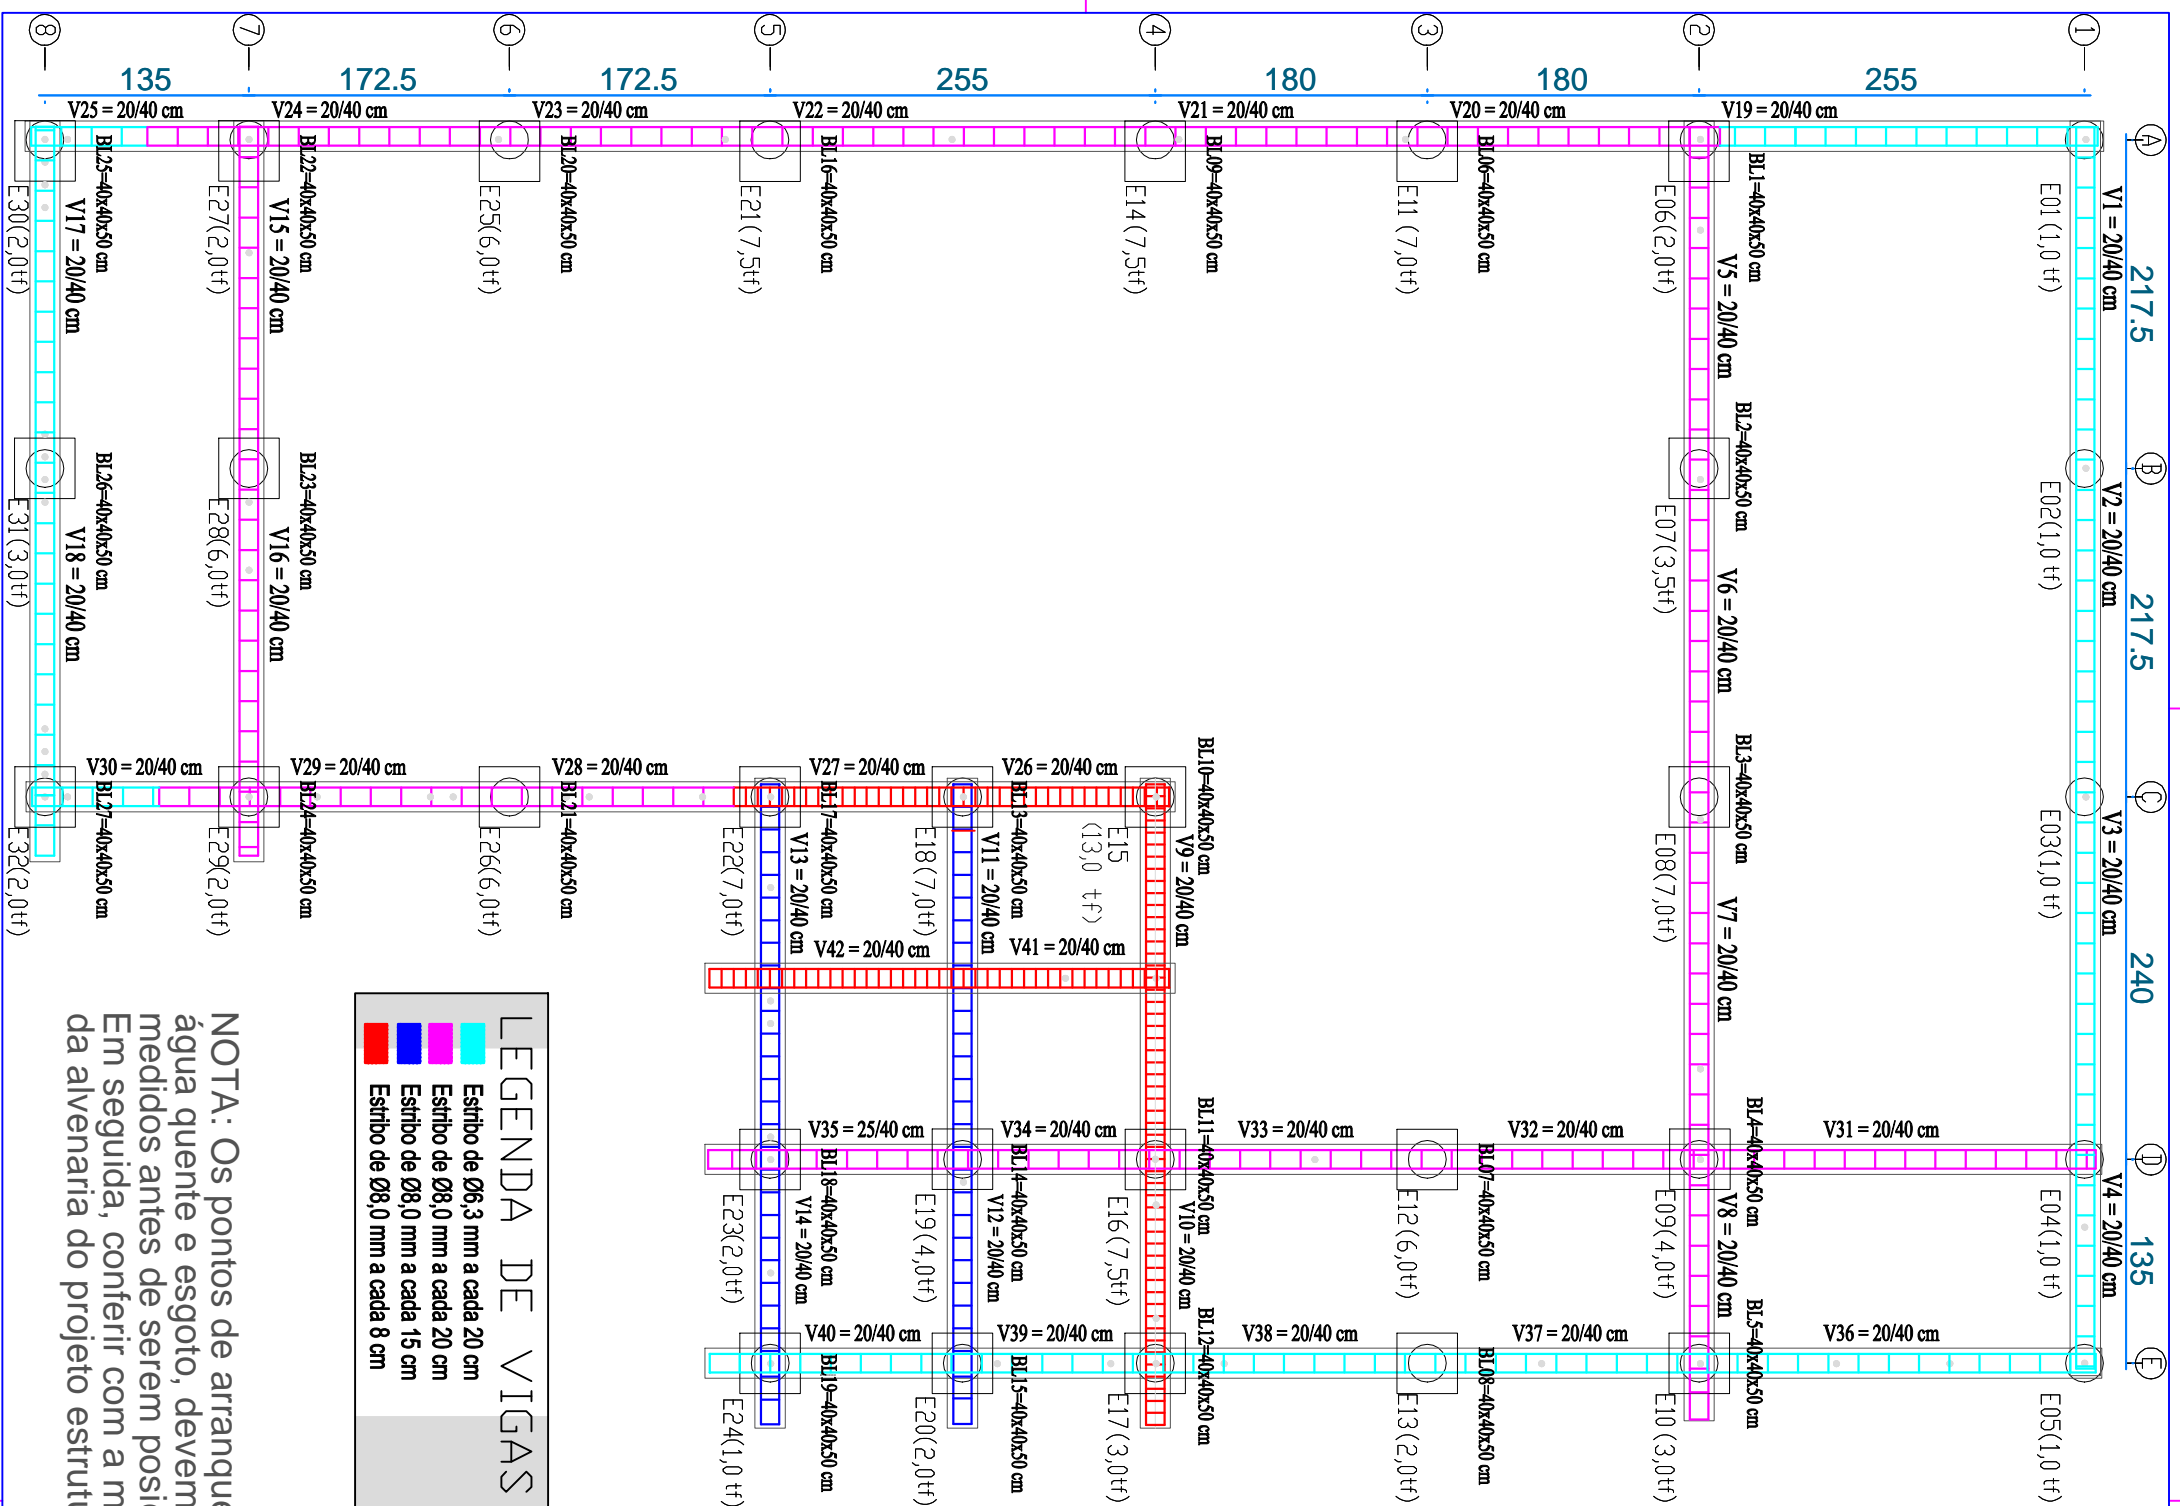 8
7
6
5
4
3
2
1
135
172.5
172.5
255
180
180
255
V25 = 20/40 cm
V24 = 20/40 cm
V23 = 20/40 cm
V22 = 20/40 cm
V21 = 20/40 cm
V20 = 20/40 cm
V19 = 20/40 cm
A
B
C
D
E
217.5
217.5
240
135
V1 = 20/40 cm
V2 = 20/40 cm
V3 = 20/40 cm
V4 = 20/40 cm
E01(1,0 tf)
E02(1,0 tf)
E03(1,0 tf)
E04(1,0 tf)
E05(1,0 tf)
BL1=40x40x50 cm
BL2=40x40x50 cm
BL3=40x40x50 cm
BL4=40x40x50 cm
BL5=40x40x50 cm
V5 = 20/40 cm
V6 = 20/40 cm
V7 = 20/40 cm
V8 = 20/40 cm
E06(2,0tf)
E07(3,5tf)
E08(7,0tf)
E09(4,0tf)
E10(3,0tf)
BL06=40x40x50 cm
BL07=40x40x50 cm
BL08=40x40x50 cm
E11(7,0tf)
E12(6,0tf)
E13(2,0tf)
BL09=40x40x50 cm
BL10=40x40x50 cm
BL11=40x40x50 cm
BL12=40x40x50 cm
V9 = 20/40 cm
V10 = 20/40 cm
E14(7,5tf)
E15
(13,0 tf)
E16(7,5tf)
E17(3,0tf)
BL13=40x40x50 cm
BL14=40x40x50 cm
BL15=40x40x50 cm
V11 = 20/40 cm
V12 = 20/40 cm
E18(7,0tf)
E19(4,0tf)
E20(2,0tf)
BL16=40x40x50 cm
BL17=40x40x50 cm
BL18=40x40x50 cm
BL19=40x40x50 cm
V13 = 20/40 cm
V14 = 20/40 cm
E21(7,5tf)
E22(7,0tf)
E23(2,0tf)
E24(1,0 tf)
BL20=40x40x50 cm
BL21=40x40x50 cm
E25(6,0tf)
E26(6,0tf)
BL22=40x40x50 cm
BL23=40x40x50 cm
BL24=40x40x50 cm
V15 = 20/40 cm
V16 = 20/40 cm
E27(2,0tf)
E28(6,0tf)
E29(2,0tf)
BL25=40x40x50 cm
BL26=40x40x50 cm
BL27=40x40x50 cm
V17 = 20/40 cm
V18 = 20/40 cm
E30(2,0tf)
E31(3,0tf)
E32(2,0tf)
V30 = 20/40 cm
V29 = 20/40 cm
V28 = 20/40 cm
V27 = 20/40 cm
V26 = 20/40 cm
V42 = 20/40 cm
V41 = 20/40 cm
V35 = 25/40 cm
V34 = 20/40 cm
V33 = 20/40 cm
V32 = 20/40 cm
V31 = 20/40 cm
V40 = 20/40 cm
V39 = 20/40 cm
V38 = 20/40 cm
V37 = 20/40 cm
V36 = 20/40 cm
LEGENDA DE VIGAS
Estribo de Ø6,3 mm a cada 20 cm
Estribo de Ø8,0 mm a cada 20 cm
Estribo de Ø8,0 mm a cada 15 cm
Estribo de Ø8,0 mm a cada 8 cm
NOTA: Os pontos de arranque
água quente e esgoto, devem
medidos antes de serem posic
Em seguida, conferir com a m
da alvenaria do projeto estrutu